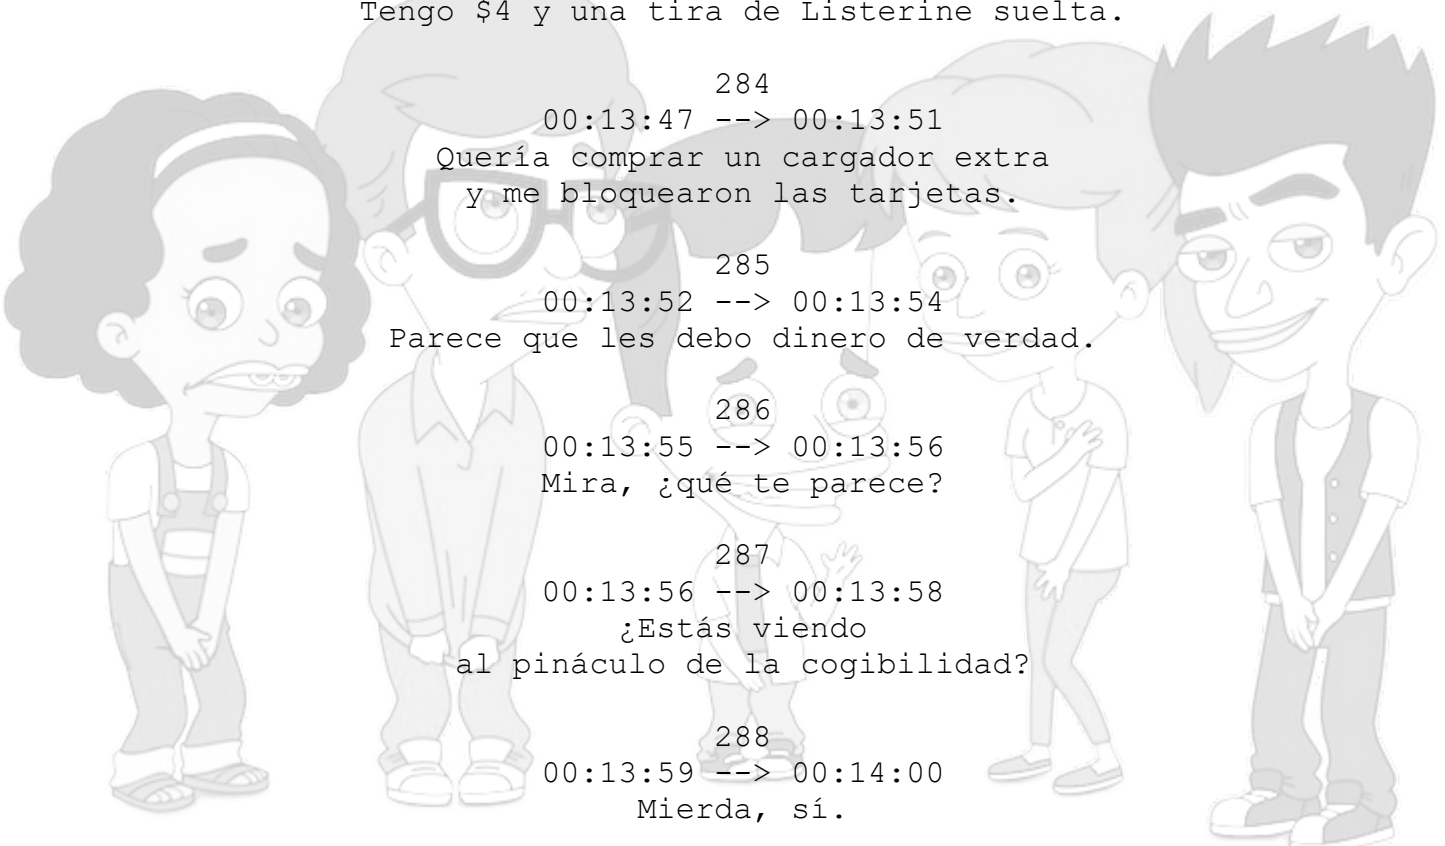 Tengo $4 y una tira de Listerine suelta.
284
00:13:47 --> 00:13:51
Quería comprar un cargador extra
y me bloquearon las tarjetas.
285
00:13:52 --> 00:13:54
Parece que les debo dinero de verdad.
286
00:13:55 --> 00:13:56
Mira, ¿qué te parece?
287
00:13:56 --> 00:13:58
¿Estás viendo
al pináculo de la cogibilidad?
288
00:13:59 --> 00:14:00
Mierda, sí.